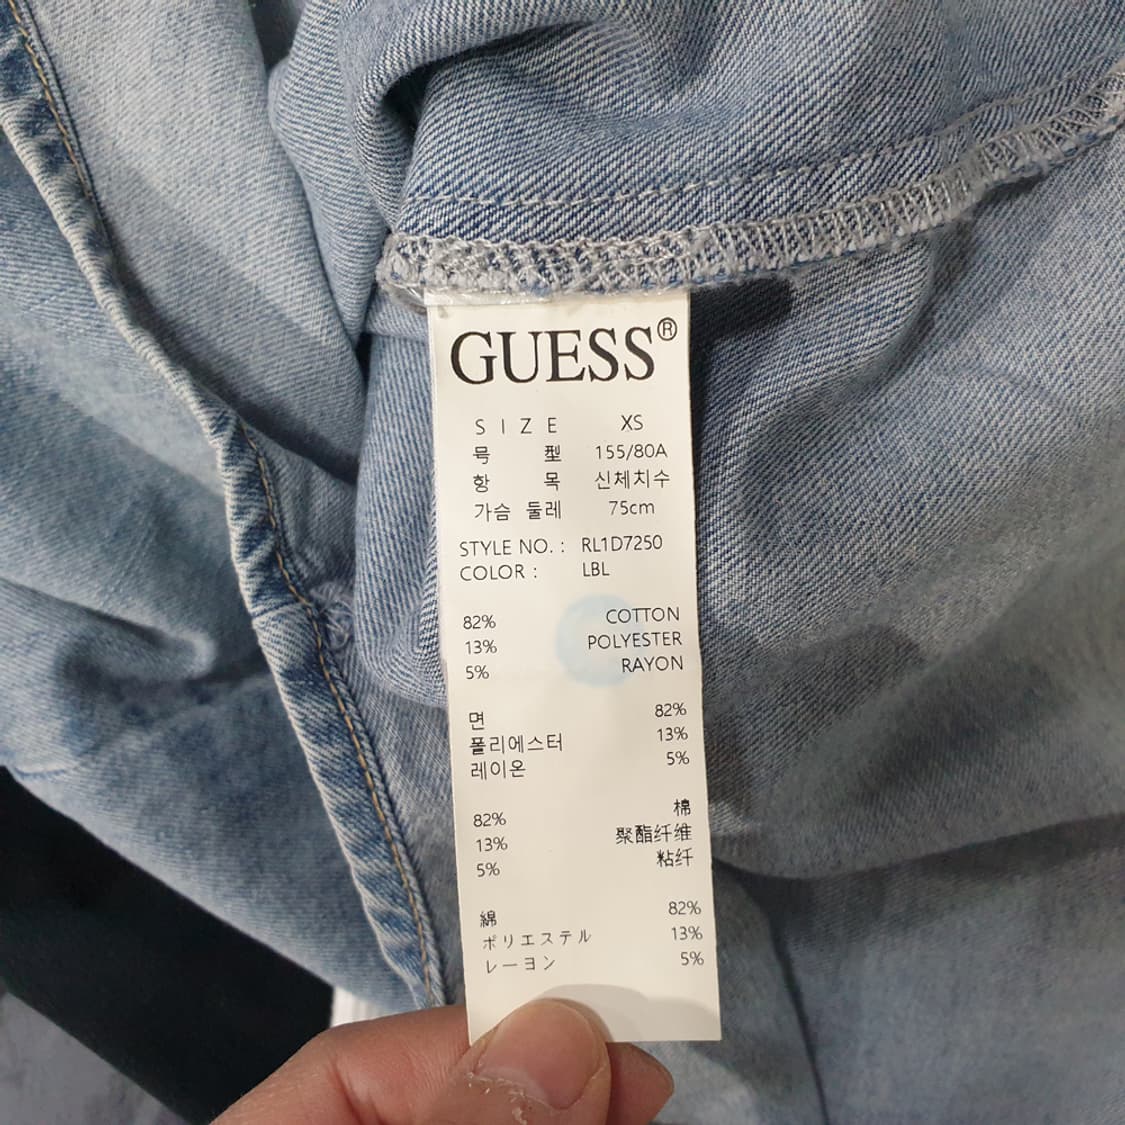 GUESS®
SIZE XS
号 型 155/80A
항 목 신체치수
가슴 둘레 75cm
STYLE NO. : RL1D7250
COLOR : LBL
82% COTTON
13% POLYESTER
5% RAYON
면 82%
폴리에스터 13%
레이온 5%
82% 棉
13% 聚酯纤维
5% 粘纤
綿 82%
ポリエステル 13%
レーヨン 5%